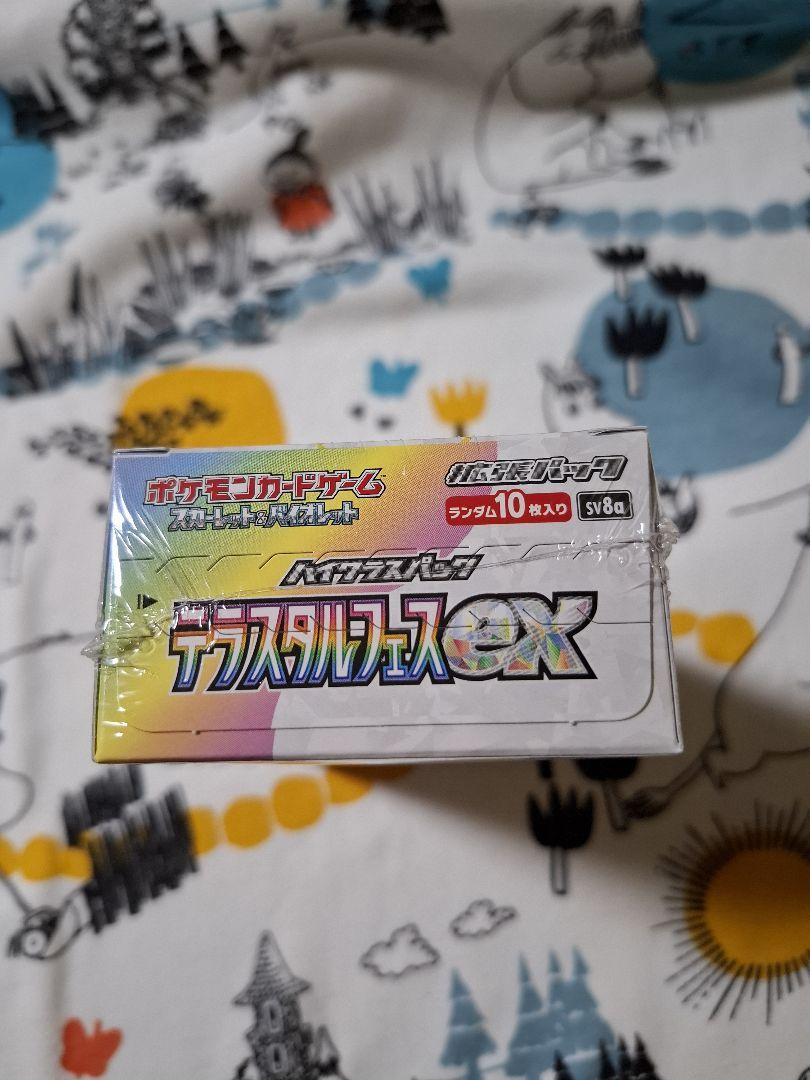 ポケモンカードゲーム
スカーレット&バイオレット
拡張パック
ランダム10枚入り
SV8a
ハイクラスパック
テラスタルフェスex